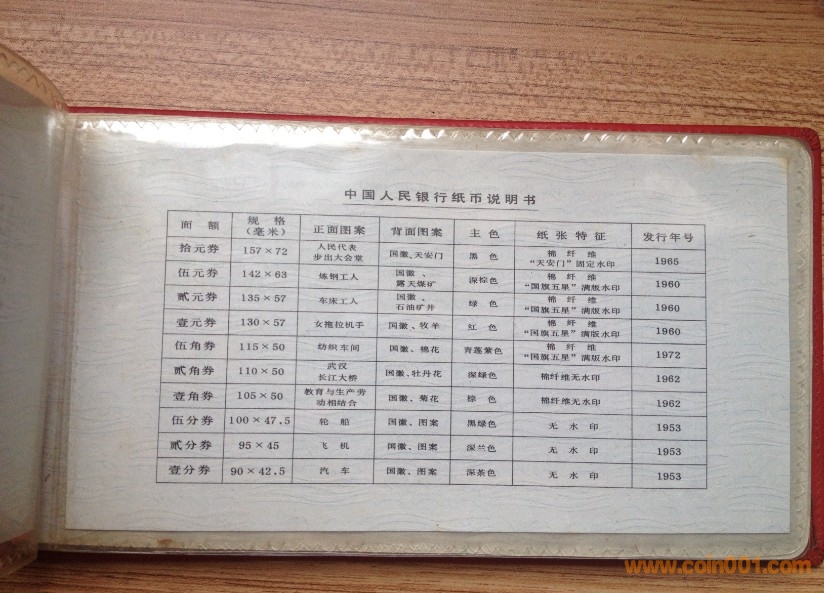 中国人民银行纸币说明书
面 额 规 格 (毫米) 正面图案 背面图案 主 色 纸 张 特 征 发行年号
拾元券 157×72 人民代表 步出大会堂 国徽、天安门 黑 色 棉 纤 维 "天安门"固定水印 1965
伍元券 142×63 炼钢工人 国徽、 露天煤矿 深棕色 棉 纤 维 "国旗五星"满版水印 1960
贰元券 135×57 车床工人 国徽、 石油矿井 绿 色 棉 纤 维 "国旗五星"满版水印 1960
壹元券 130×57 女拖拉机手 国徽、牧羊 红 色 棉 纤 维 "国旗五星"满版水印 1960
伍角券 115×50 纺织车间 国徽、棉花 青莲紫色 棉 纤 维 "国旗五星"满版水印 1972
贰角券 110×50 武汉 长江大桥 国徽、牡丹花 深绿色 棉纤维无水印 1962
壹角券 105×50 教育与生产劳 动相结合 国徽、菊花 棕 色 棉纤维无水印 1962
伍分券 100×47.5 轮 船 国徽、图案 黑绿色 无 水 印 1953
贰分券 95×45 飞 机 国徽、图案 深兰色 无 水 印 1953
壹分券 90×42.5 汽 车 国徽、图案 深茶色 无 水 印 1953
www.coin001.com